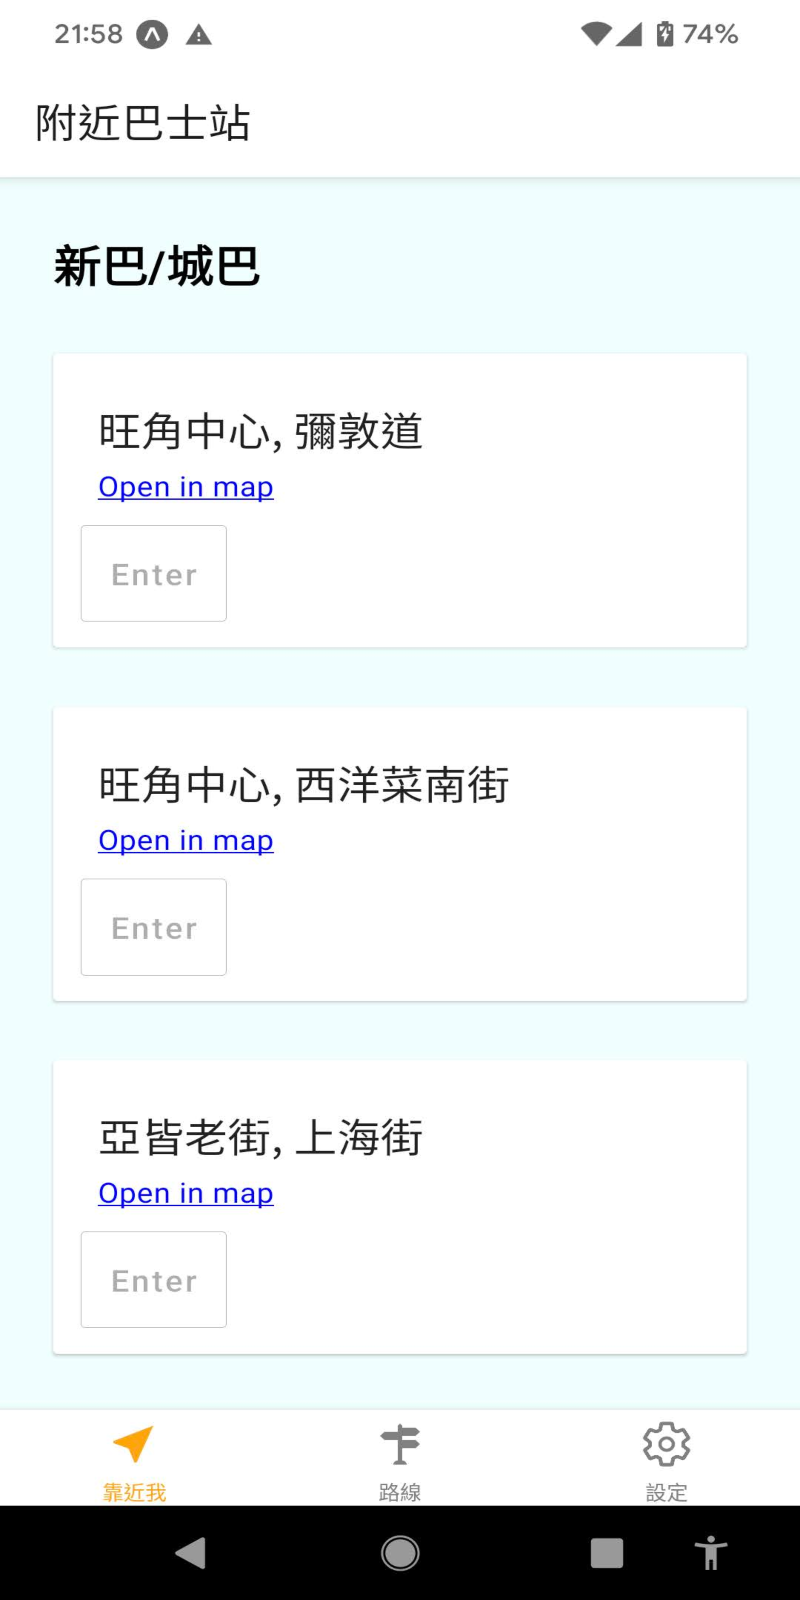 21:58 74%
附近巴士站
新巴/城巴
旺角中心, 彌敦道
Open in map
Enter
旺角中心, 西洋菜南街
Open in map
Enter
亞皆老街, 上海街
Open in map
Enter
靠近我 路線 設定